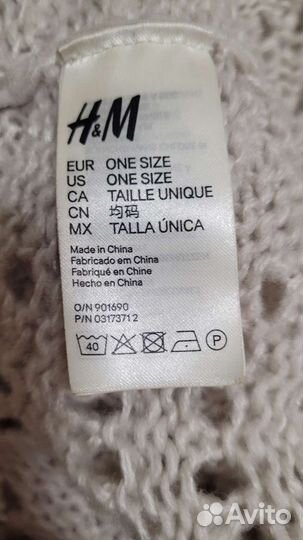 H&M
EUR ONE SIZE
US ONE SIZE
CA TAILLE UNIQUE
CN 均码
MX TALLA ÚNICA
Made in China
Fabricado em China
Fabriqué en Chine
Hecho en China
O/N 901690
P/N 03173712
40 P
Avito